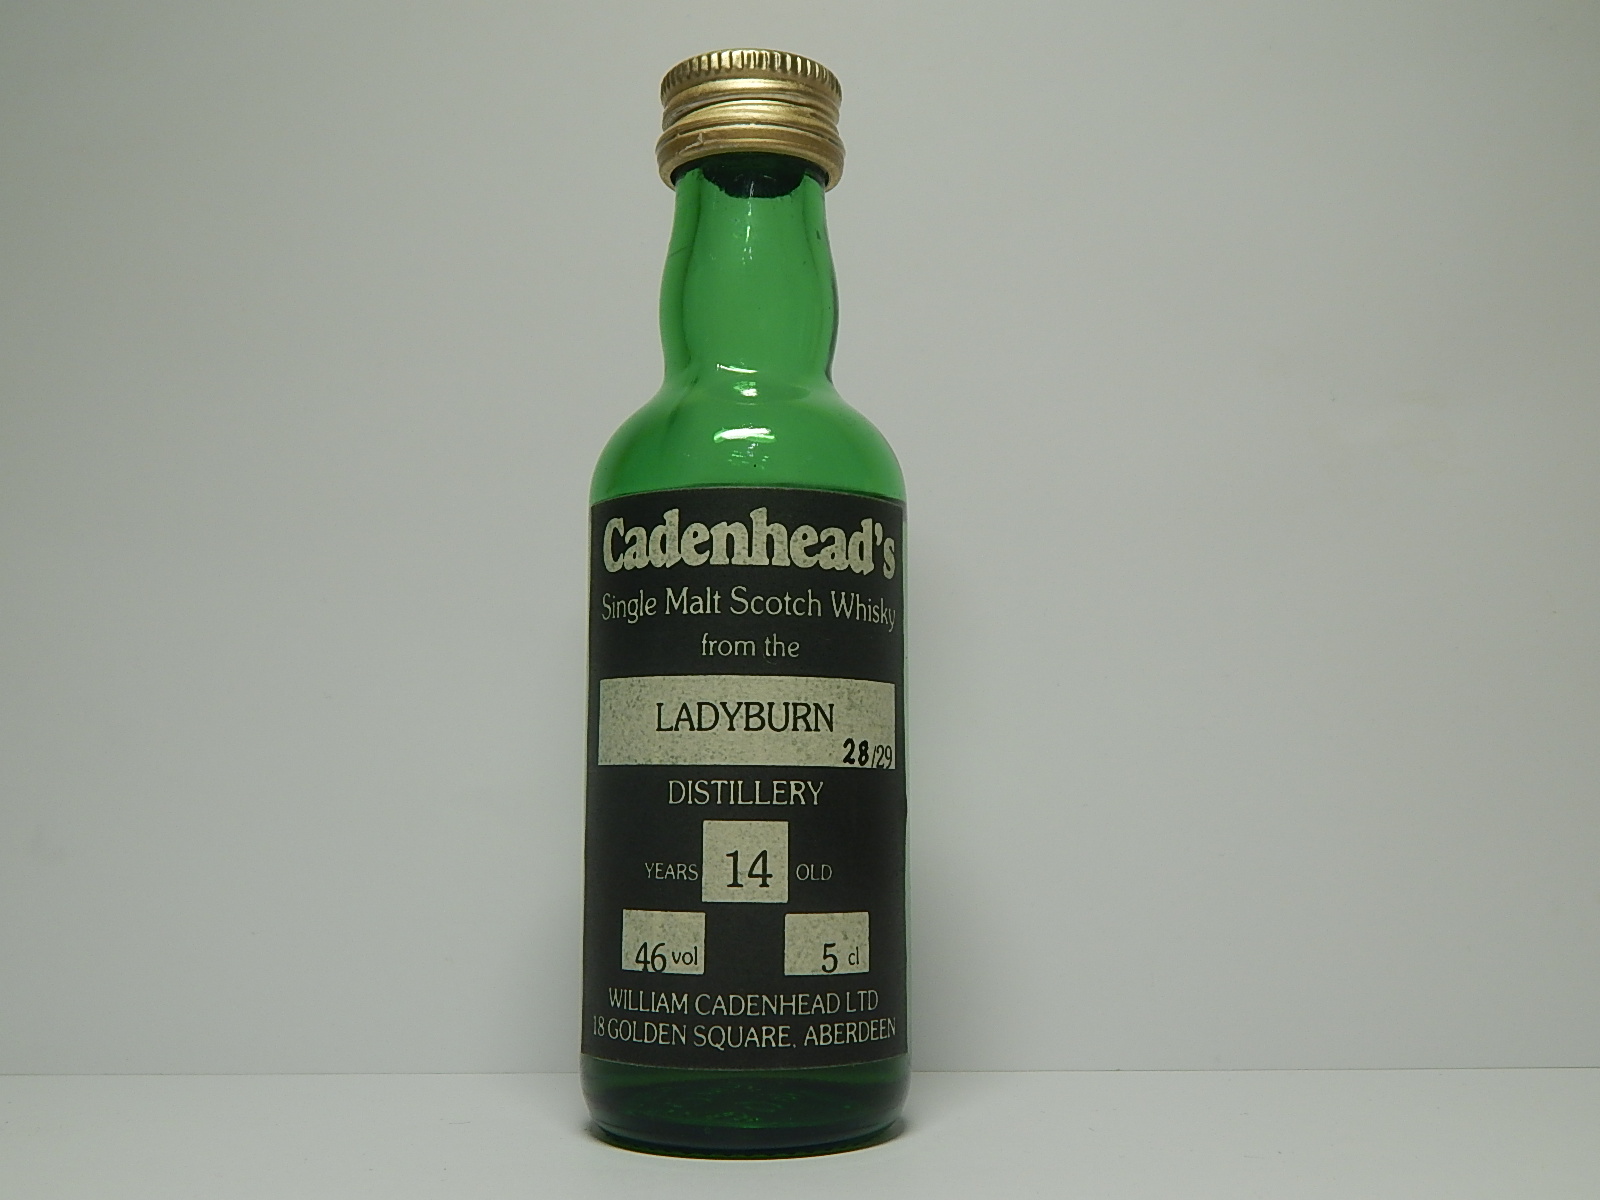 Cadenhead's
Single Malt Scotch Whisky
from the
LADYBURN
28/29
DISTILLERY
YEARS 14 OLD
46 vol 5 cl
WILLIAM CADENHEAD LTD
18 GOLDEN SQUARE, ABERDEEN